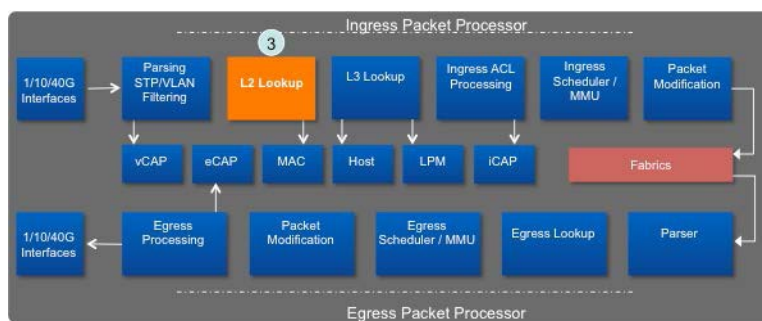 Ingress Packet Processor
3
1/10/40G
Interfaces
Parsing
STP/VLAN
Filtering
L2 Lookup
L3 Lookup
Ingress ACL
Processing
Ingress
Scheduler /
MMU
Packet
Modification
vCAP
eCAP
MAC
Host
LPM
iCAP
Fabrics
1/10/40G
Interfaces
Egress
Processing
Packet
Modification
Egress
Scheduler / MMU
Egress Lookup
Parser
Egress Packet Processor